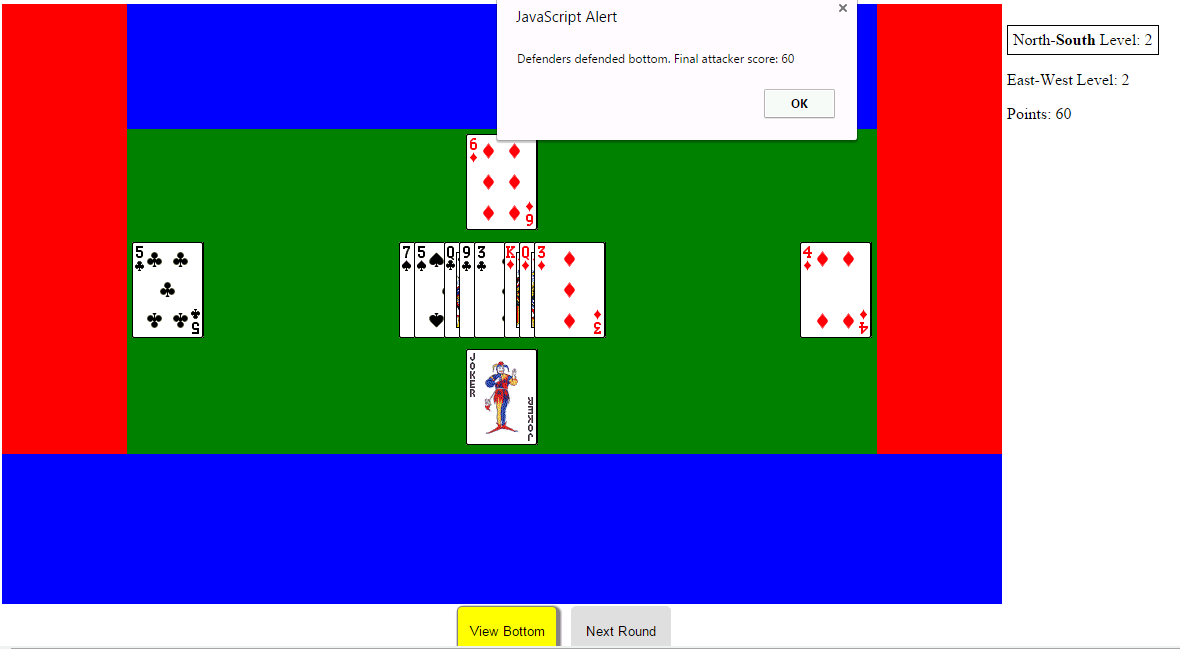 JavaScript Alert
Defenders defended bottom. Final attacker score: 60
OK
North-South Level: 2
East-West Level: 2
Points: 60
6
9
5
5
7 5 Q 9 3 K Q 3
3
4
4
JOKER
JOKER
View Bottom
Next Round